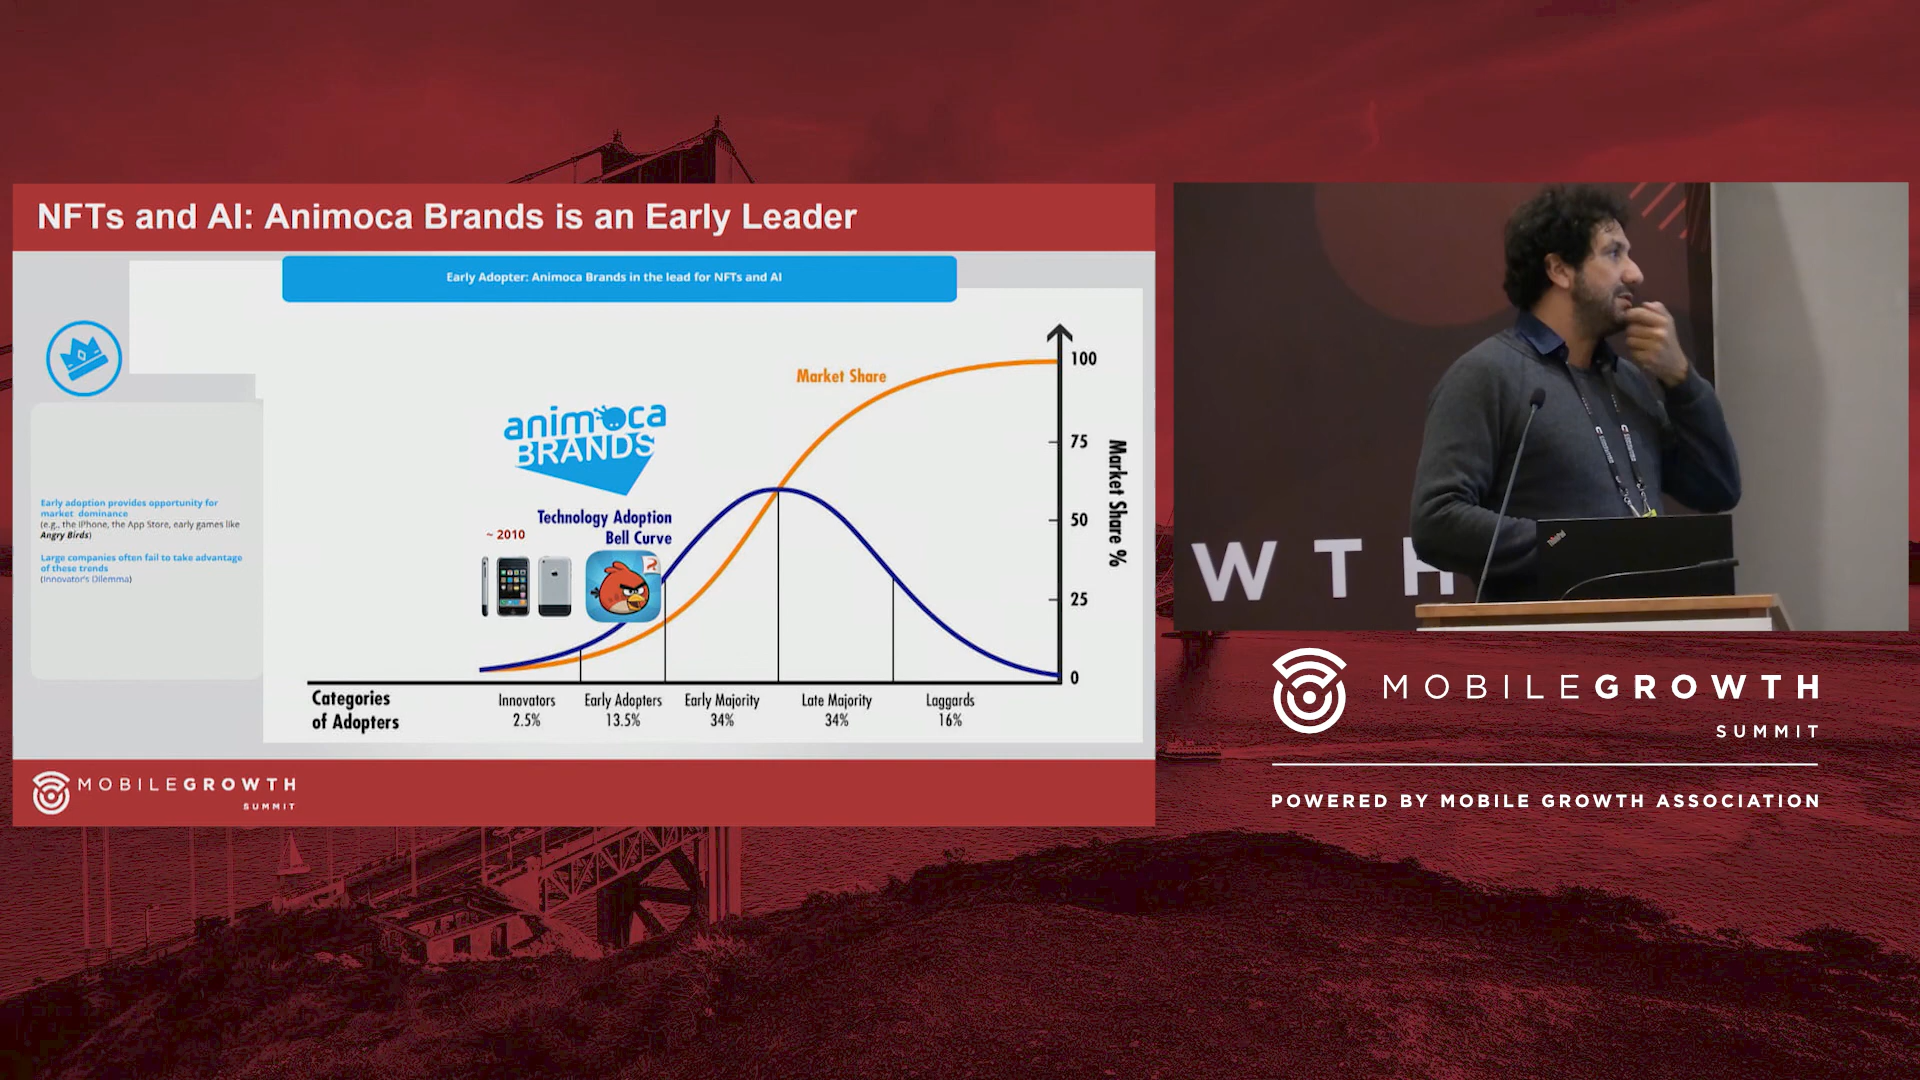 NFTs and AI: Animoca Brands is an Early Leader
Early Adopter: Animoca Brands in the lead for NFTs and AI
Early adoption provides opportunity for
market dominance
(e.g., the iPhone, the App Store, early games like
Angry Birds)
Large companies often fail to take advantage
of these trends
(Innovator's Dilemma)
animoca
BRANDS
Technology Adoption
Bell Curve
~ 2010
Market Share
100
75
50
25
0
Market Share %
Categories
of Adopters
Innovators
2.5%
Early Adopters
13.5%
Early Majority
34%
Late Majority
34%
Laggards
16%
MOBILEGROWTH
SUMMIT
WTH
ThinkPad
MOBILEGROWTH
SUMMIT
POWERED BY MOBILE GROWTH ASSOCIATION